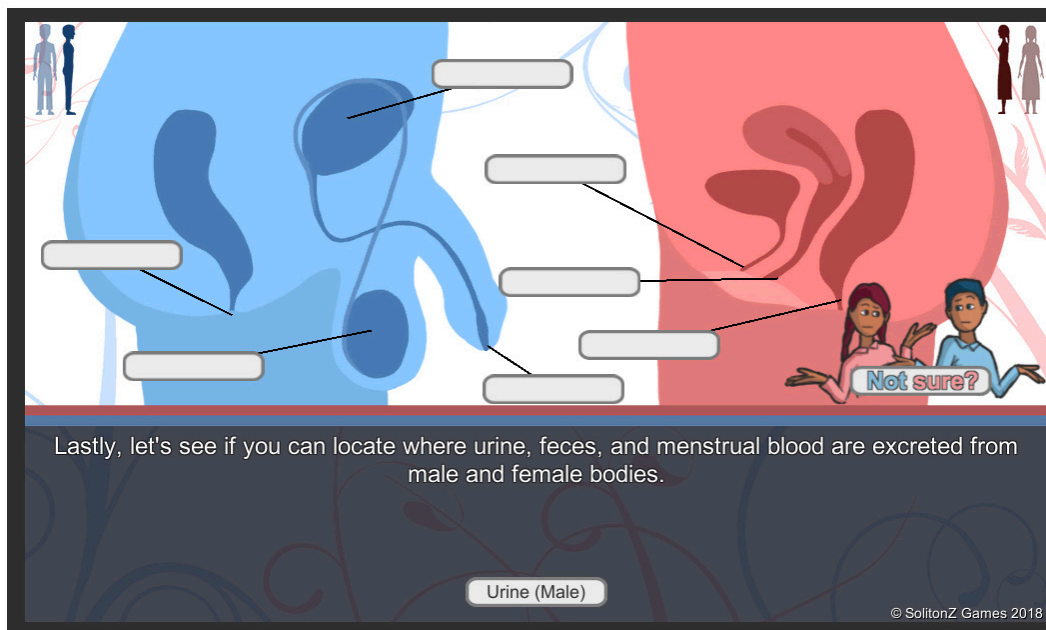 Not sure?
Lastly, let's see if you can locate where urine, feces, and menstrual blood are excreted from
male and female bodies.
Urine (Male)
© SolitonZ Games 2018